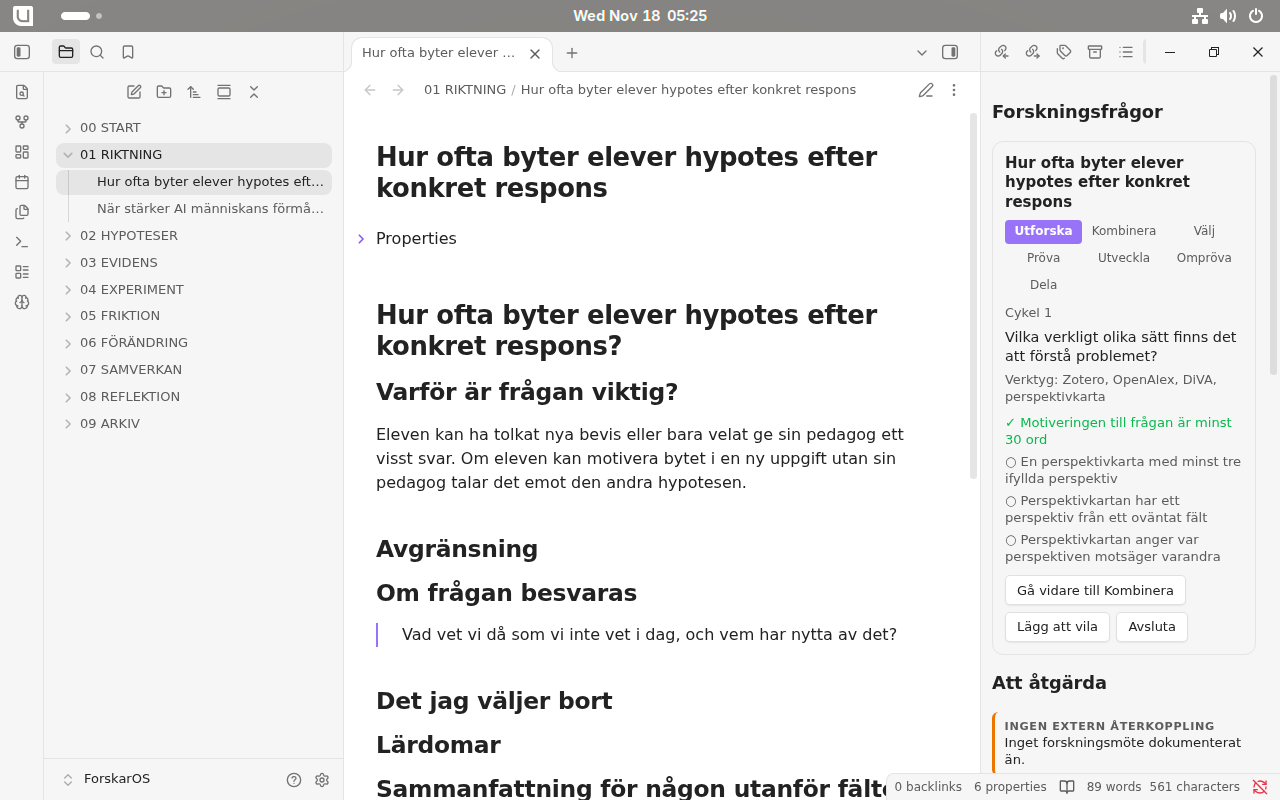 Wed Nov 18 05:25
Hur ofta byter elever ...
01 RIKTNING / Hur ofta byter elever hypotes efter konkret respons
00 START
01 RIKTNING
Hur ofta byter elever hypotes eft...
När stärker AI människans förmå...
02 HYPOTESER
03 EVIDENS
04 EXPERIMENT
05 FRIKTION
06 FÖRÄNDRING
07 SAMVERKAN
08 REFLEKTION
09 ARKIV
ForskarOS
Hur ofta byter elever hypotes efter
konkret respons
Properties
Hur ofta byter elever hypotes efter
konkret respons?
Varför är frågan viktig?
Eleven kan ha tolkat nya bevis eller bara velat ge sin pedagog ett
visst svar. Om eleven kan motivera bytet i en ny uppgift utan sin
pedagog talar det emot den andra hypotesen.
Avgränsning
Om frågan besvaras
Vad vet vi då som vi inte vet i dag, och vem har nytta av det?
Det jag väljer bort
Lärdomar
Sammanfattning för någon utanför fälte
Forskningsfrågor
Hur ofta byter elever
hypotes efter konkret
respons
Utforska Kombinera Välj
Pröva Utveckla Ompröva
Dela
Cykel 1
Vilka verkligt olika sätt finns det
att förstå problemet?
Verktyg: Zotero, OpenAlex, DiVA,
perspektivkarta
✓ Motiveringen till frågan är minst
30 ord
○ En perspektivkarta med minst tre
ifyllda perspektiv
○ Perspektivkartan har ett
perspektiv från ett oväntat fält
○ Perspektivkartan anger var
perspektiven motsäger varandra
Gå vidare till Kombinera
Lägg att vila Avsluta
Att åtgärda
INGEN EXTERN ÅTERKOPPLING
Inget forskningsmöte dokumenterat
än.
0 backlinks 6 properties 89 words 561 characters